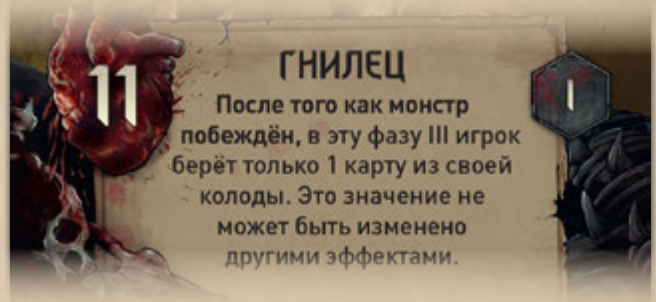 11
ГНИЛЕЦ
I
После того как монстр
побеждён, в эту фазу III игрок
берёт только 1 карту из своей
колоды. Это значение не
может быть изменено
другими эффектами.